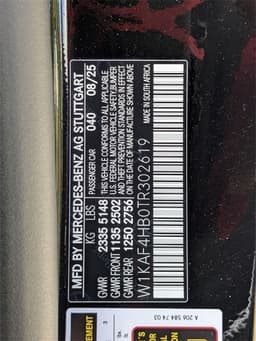 MFD BY MERCEDES-BENZ AG STUTTGART
PASSENGER CAR 040 08/25
KG LBS
GVWR 2335 5148
GAWR FRONT 1135 2502
GAWR REAR 1250 2756
THIS VEHICLE CONFORMS TO ALL APPLICABLE
U.S. FEDERAL MOTOR VEHICLE SAFETY BUMPER
AND THEFT PREVENTION STANDARDS IN EFFECT
ON THE DATE OF MANUFACTURE SHOWN ABOVE
MADE IN SOUTH AFRICA
W1KAF4HB0TR302619
A 206 584 74 03